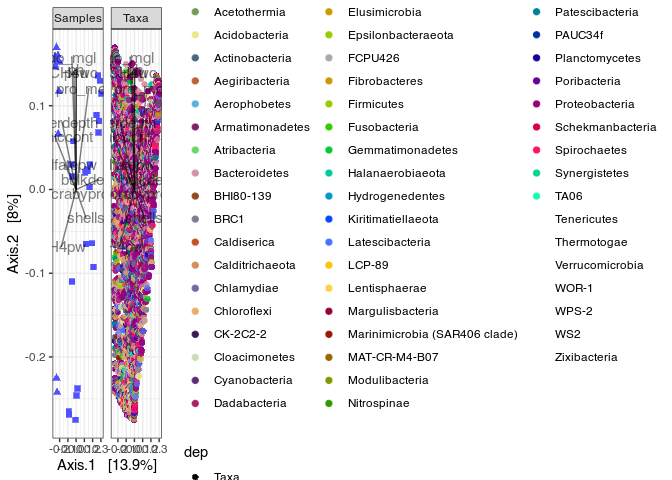 Samples
Taxa
mgl
mgl
depth
shells
shells
0.1
0.0
-0.1
-0.2
Axis.2 [8%]
Axis.1 [13.9%]
Acetothermia
Acidobacteria
Actinobacteria
Aegiribacteria
Aerophobetes
Armatimonadetes
Atribacteria
Bacteroidetes
BHI80-139
BRC1
Caldiserica
Calditrichaeota
Chlamydiae
Chloroflexi
CK-2C2-2
Cloacimonetes
Cyanobacteria
Dadabacteria
Elusimicrobia
Epsilonbacteraeota
FCPU426
Fibrobacteres
Firmicutes
Fusobacteria
Gemmatimonadetes
Halanaerobiaeota
Hydrogenedentes
Kiritimatiellaeota
Latescibacteria
LCP-89
Lentisphaerae
Margulisbacteria
Marinimicrobia (SAR406 clade)
MAT-CR-M4-B07
Modulibacteria
Nitrospinae
Patescibacteria
PAUC34f
Planctomycetes
Poribacteria
Proteobacteria
Schekmanbacteria
Spirochaetes
Synergistetes
TA06
Tenericutes
Thermotogae
Verrucomicrobia
WOR-1
WPS-2
WS2
Zixibacteria
dep
Taxa